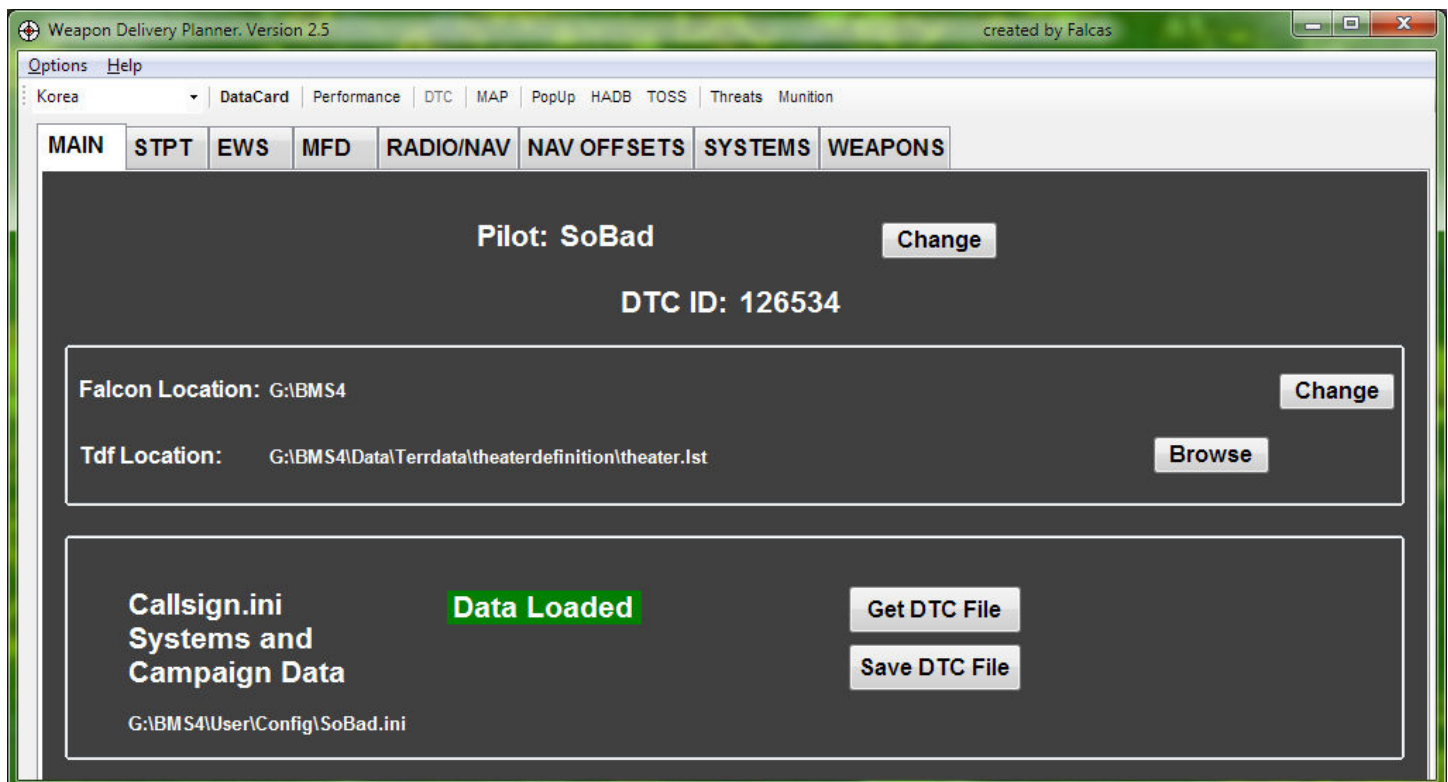 Weapon Delivery Planner. Version 2.5 created by Falcas
Options Help
Korea DataCard Performance DTC MAP PopUp HADB TOSS Threats Munition
MAIN STPT EWS MFD RADIO/NAV NAV OFFSETS SYSTEMS WEAPONS
Pilot: SoBad Change
DTC ID: 126534
Falcon Location: G:\BMS4 Change
Tdf Location: G:\BMS4\Data\Terrdata\theaterdefinition\theater.lst Browse
Callsign.ini Data Loaded Get DTC File
Systems and
Campaign Data Save DTC File
G:\BMS4\User\Config\SoBad.ini